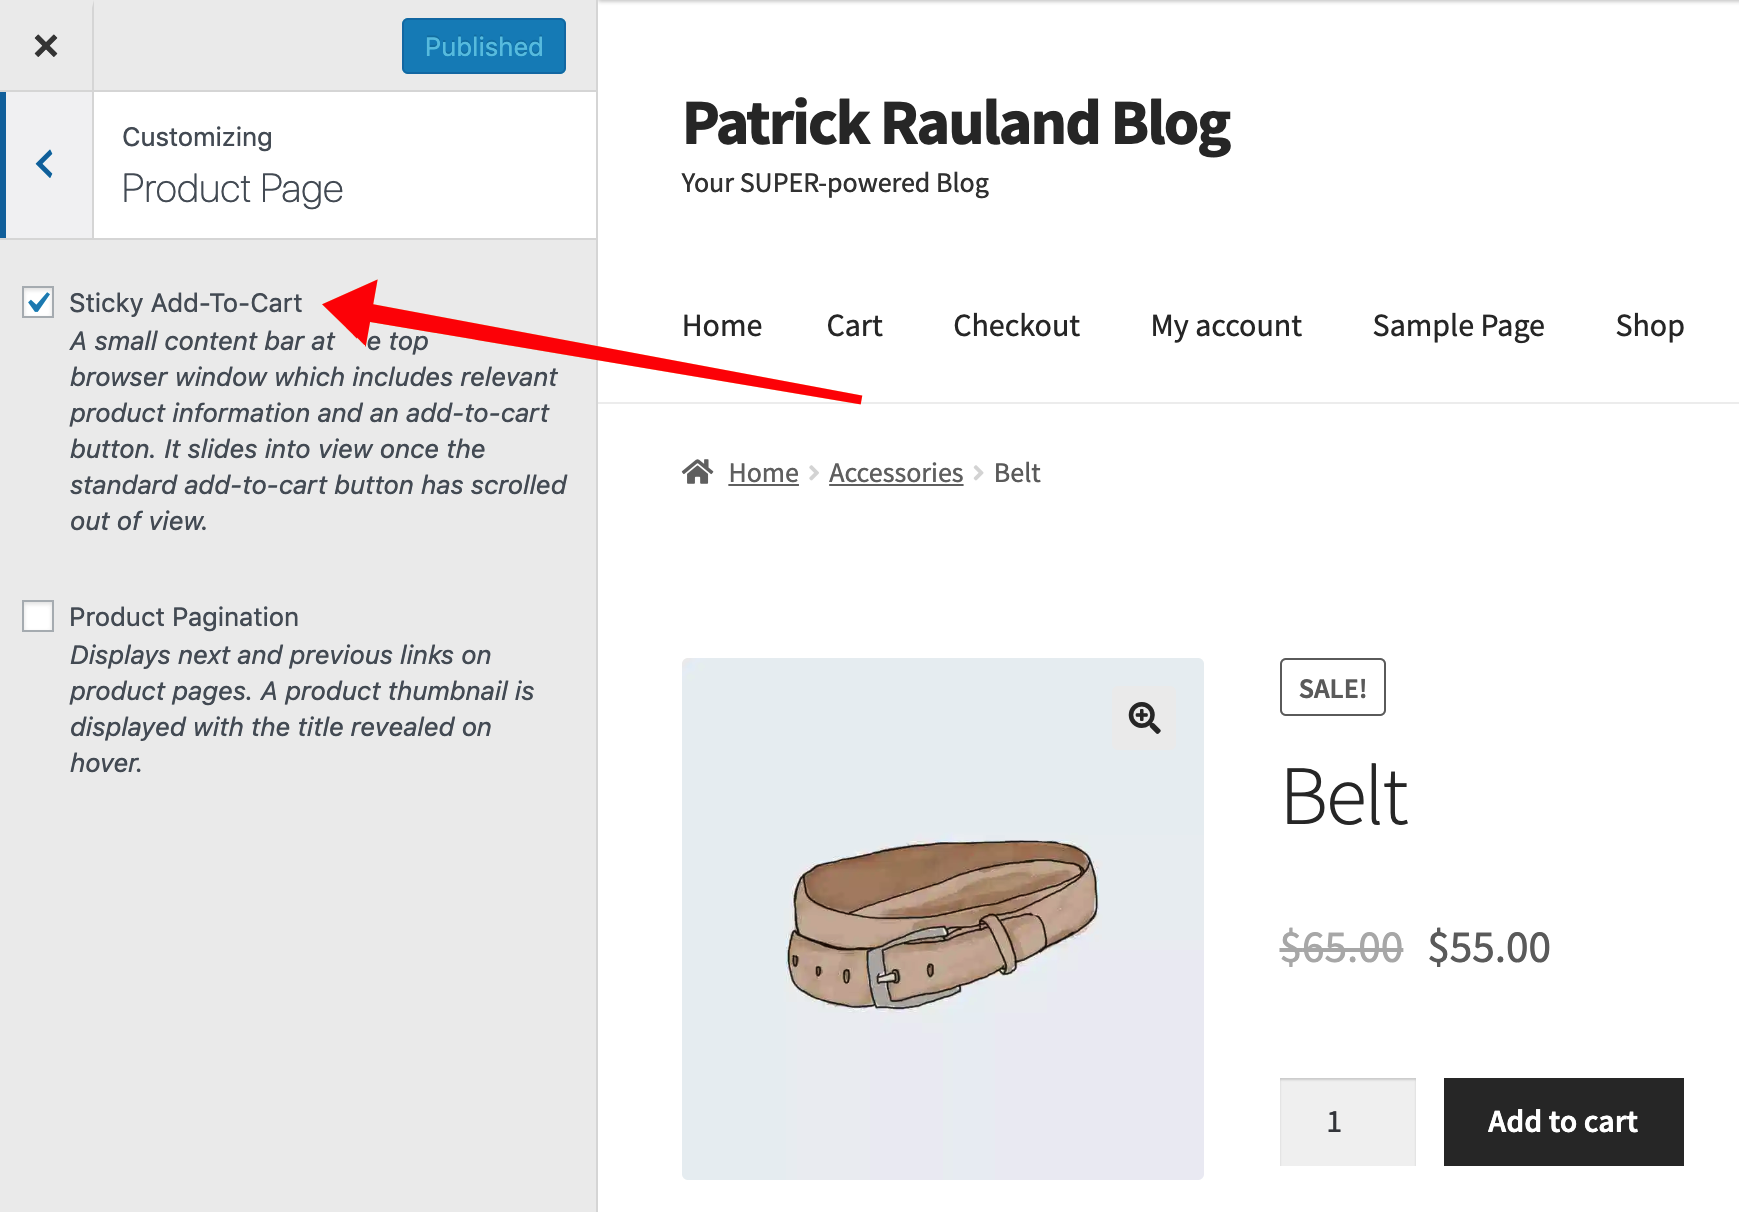 Published
Customizing
Product Page
Sticky Add-To-Cart
A small content bar at e top
browser window which includes relevant
product information and an add-to-cart
button. It slides into view once the
standard add-to-cart button has scrolled
out of view.
Product Pagination
Displays next and previous links on
product pages. A product thumbnail is
displayed with the title revealed on
hover.
Patrick Rauland Blog
Your SUPER-powered Blog
Home Cart Checkout My account Sample Page Shop
Home Accessories Belt
SALE!
Belt
$65.00 $55.00
1 Add to cart